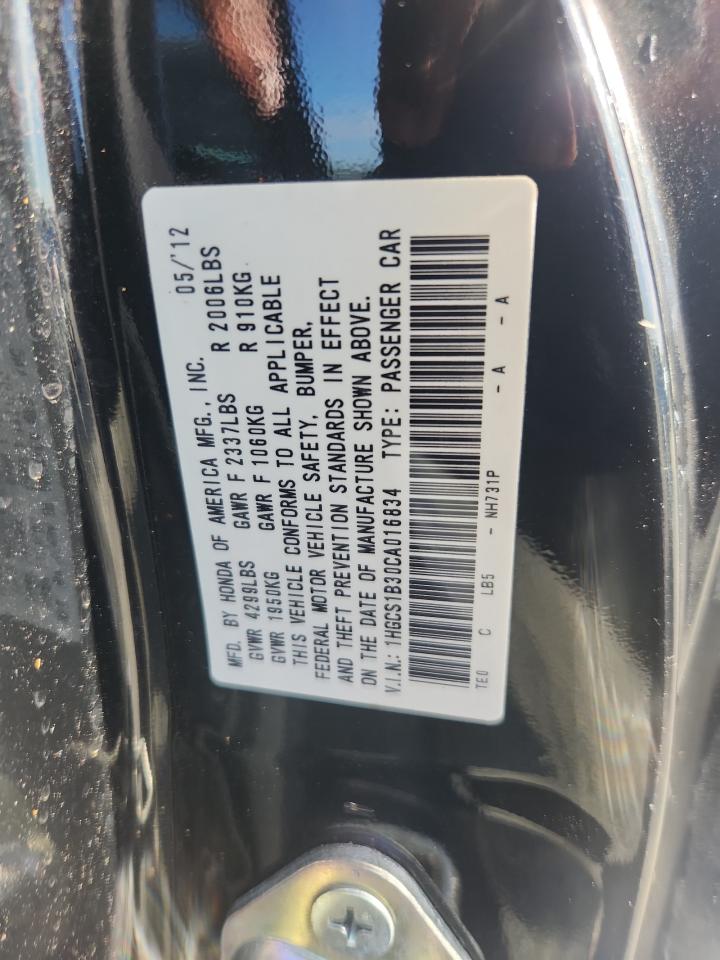 MFD. BY HONDA OF AMERICA MFG., INC. 05/'12
GVWR 4299LBS GAWR F 2337LBS R 2006LBS
GVWR 1950KG GAWR F 1060KG R 910KG
THIS VEHICLE CONFORMS TO ALL APPLICABLE
FEDERAL MOTOR VEHICLE SAFETY, BUMPER,
AND THEFT PREVENTION STANDARDS IN EFFECT
ON THE DATE OF MANUFACTURE SHOWN ABOVE.
V.I.N.: 1HGCS1B30CA016834 TYPE: PASSENGER CAR
TE0 C LB5 - NH731P - A - A